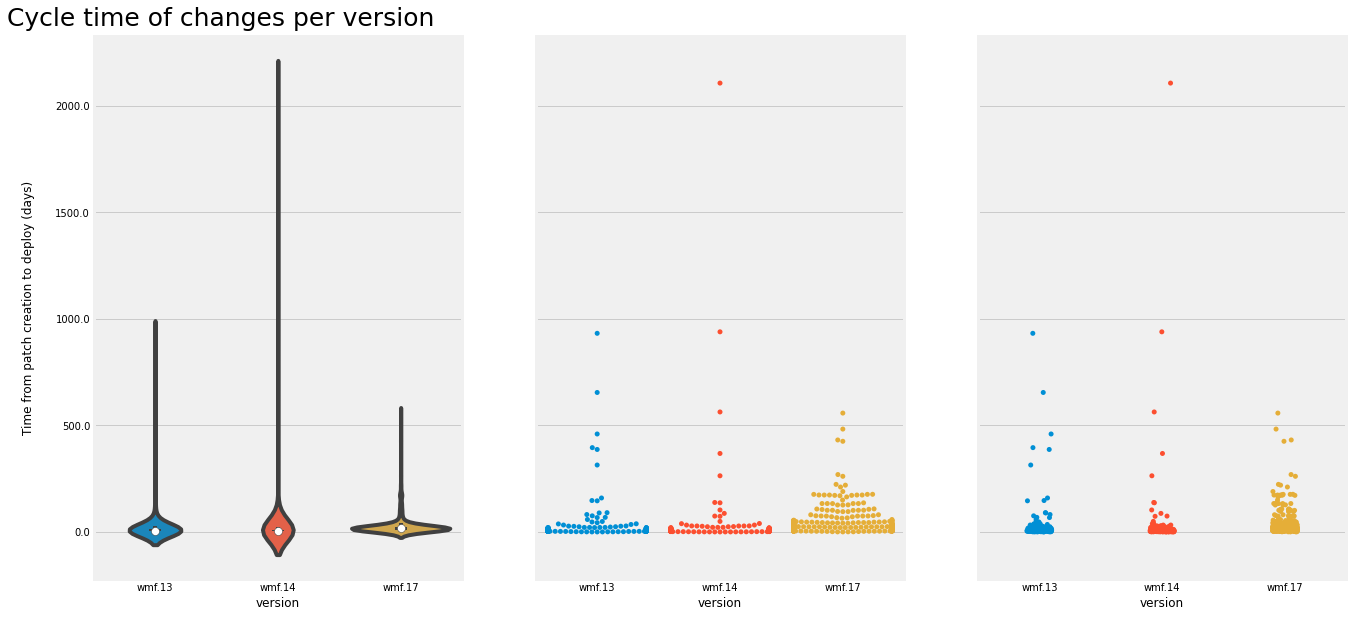 Cycle time of changes per version
Time from patch creation to deploy (days)
2000.0
1500.0
1000.0
500.0
0.0
wmf.13 wmf.14 wmf.17
version
wmf.13 wmf.14 wmf.17
version
wmf.13 wmf.14 wmf.17
version